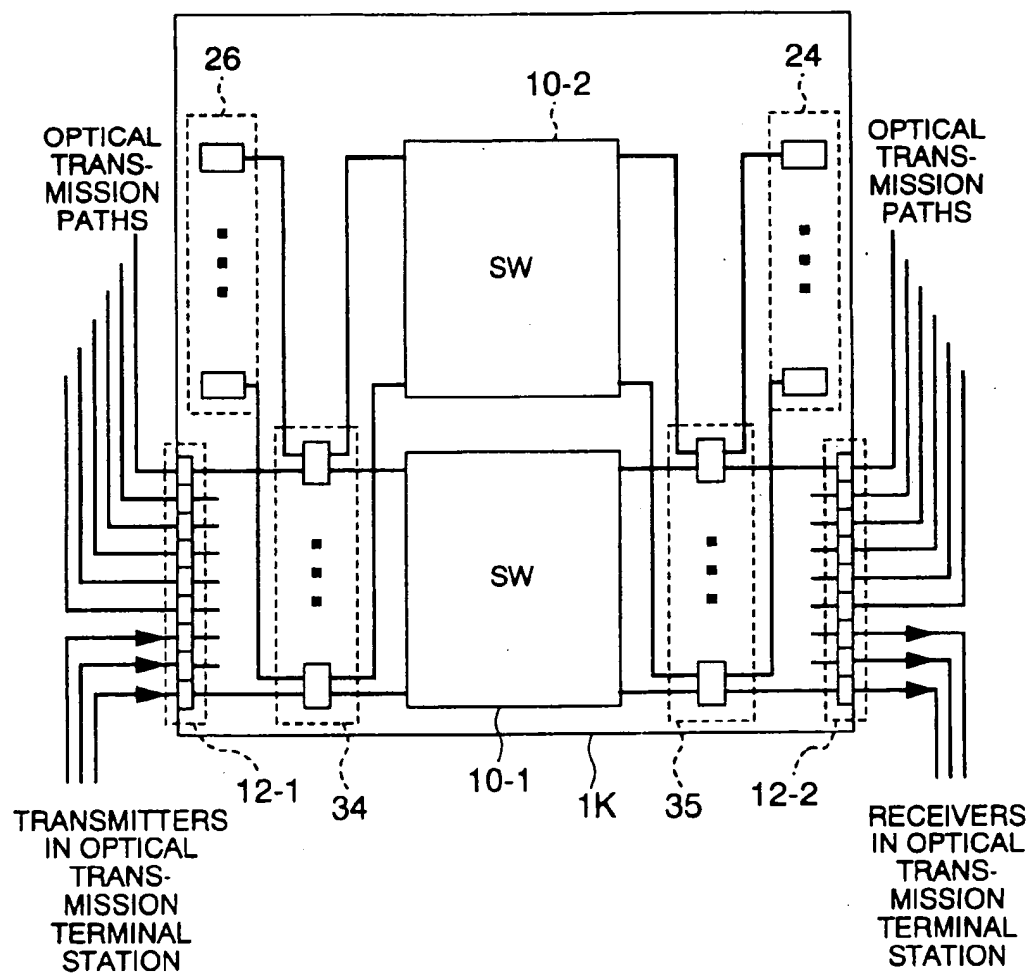 26
10-2
24
OPTICAL
TRANS-
MISSION
PATHS
OPTICAL
TRANS-
MISSION
PATHS
SW
SW
12-1
34
10-1
1K
35
12-2
TRANSMITTERS
IN OPTICAL
TRANS-
MISSION
TERMINAL
STATION
RECEIVERS
IN OPTICAL
TRANS-
MISSION
TERMINAL
STATION